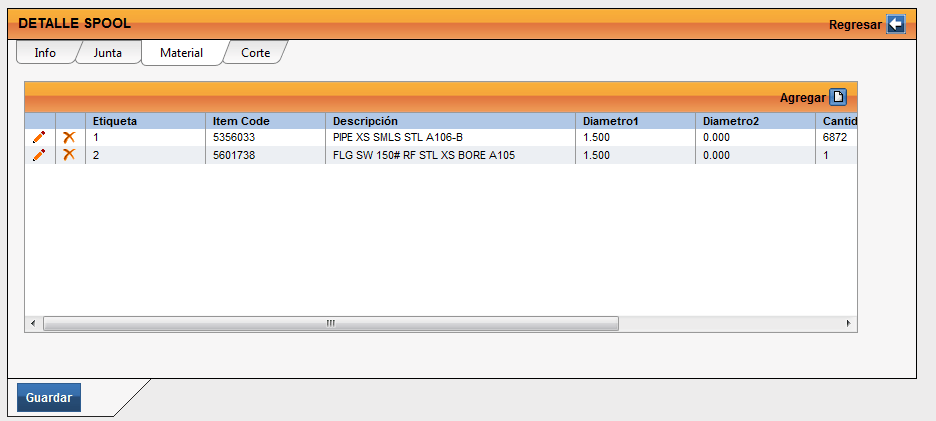 DETALLE SPOOL
Regresar
Info Junta Material Corte
Agregar
Etiqueta Item Code Descripción Diametro1 Diametro2 Cantid
1 5356033 PIPE XS SMLS STL A106-B 1.500 0.000 6872
2 5601738 FLG SW 150# RF STL XS BORE A105 1.500 0.000 1
Guardar